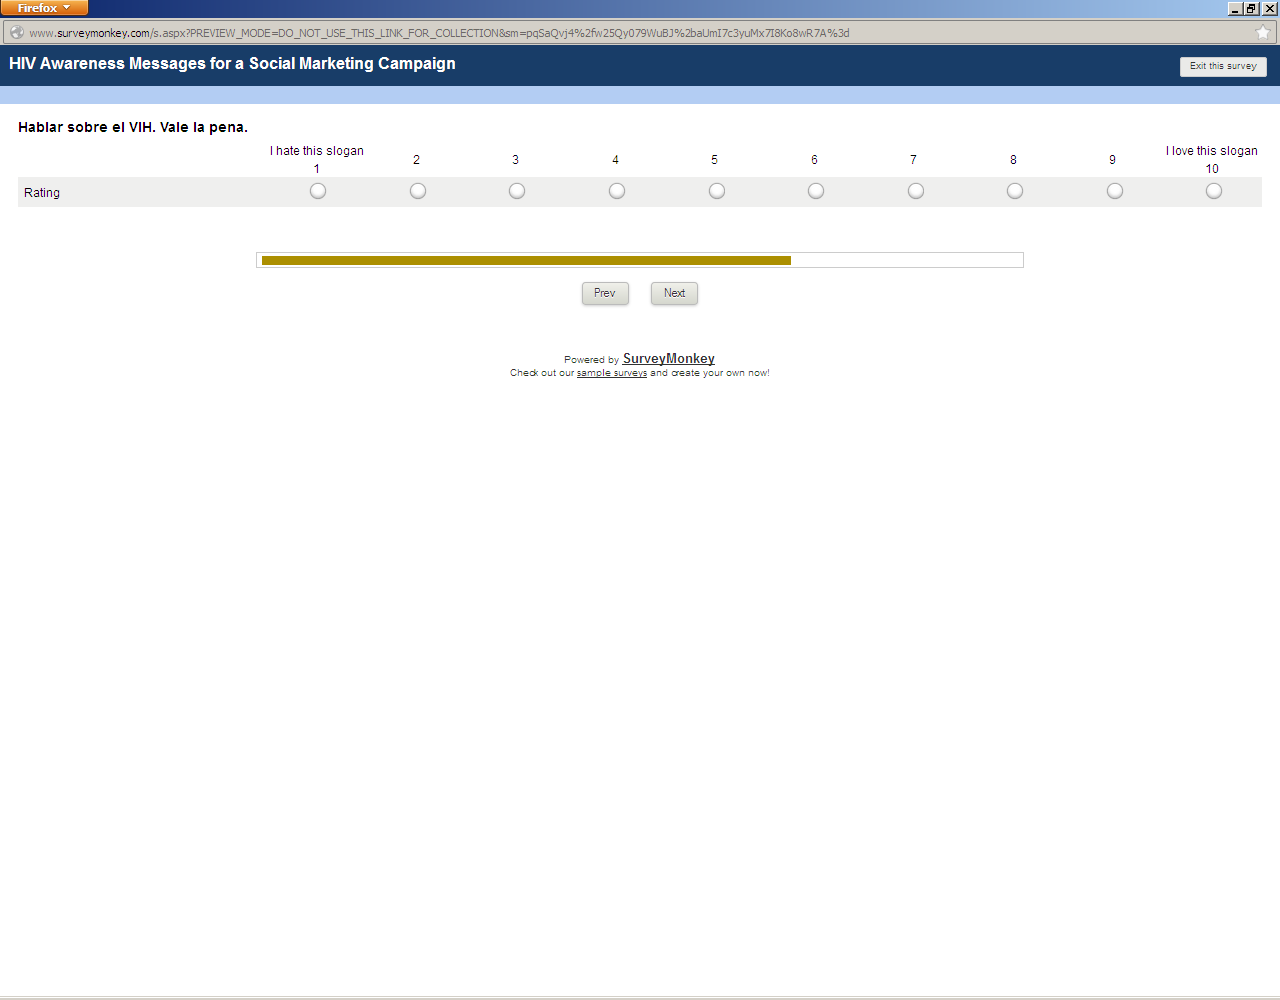 Firefox
www.surveymonkey.com/s.aspx?PREVIEW_MODE=DO_NOT_USE_THIS_LINK_FOR_COLLECTION&sm=pqSaQvj4%2fw25Qy079WuBJ%2baUmI7c3yuMx7I8Ko8wR7A%3d
HIV Awareness Messages for a Social Marketing Campaign
Exit this survey
Hablar sobre el VIH. Vale la pena.
I hate this slogan 1 2 3 4 5 6 7 8 9 I love this slogan 10
Rating
Prev Next
Powered by SurveyMonkey
Check out our sample surveys and create your own now!